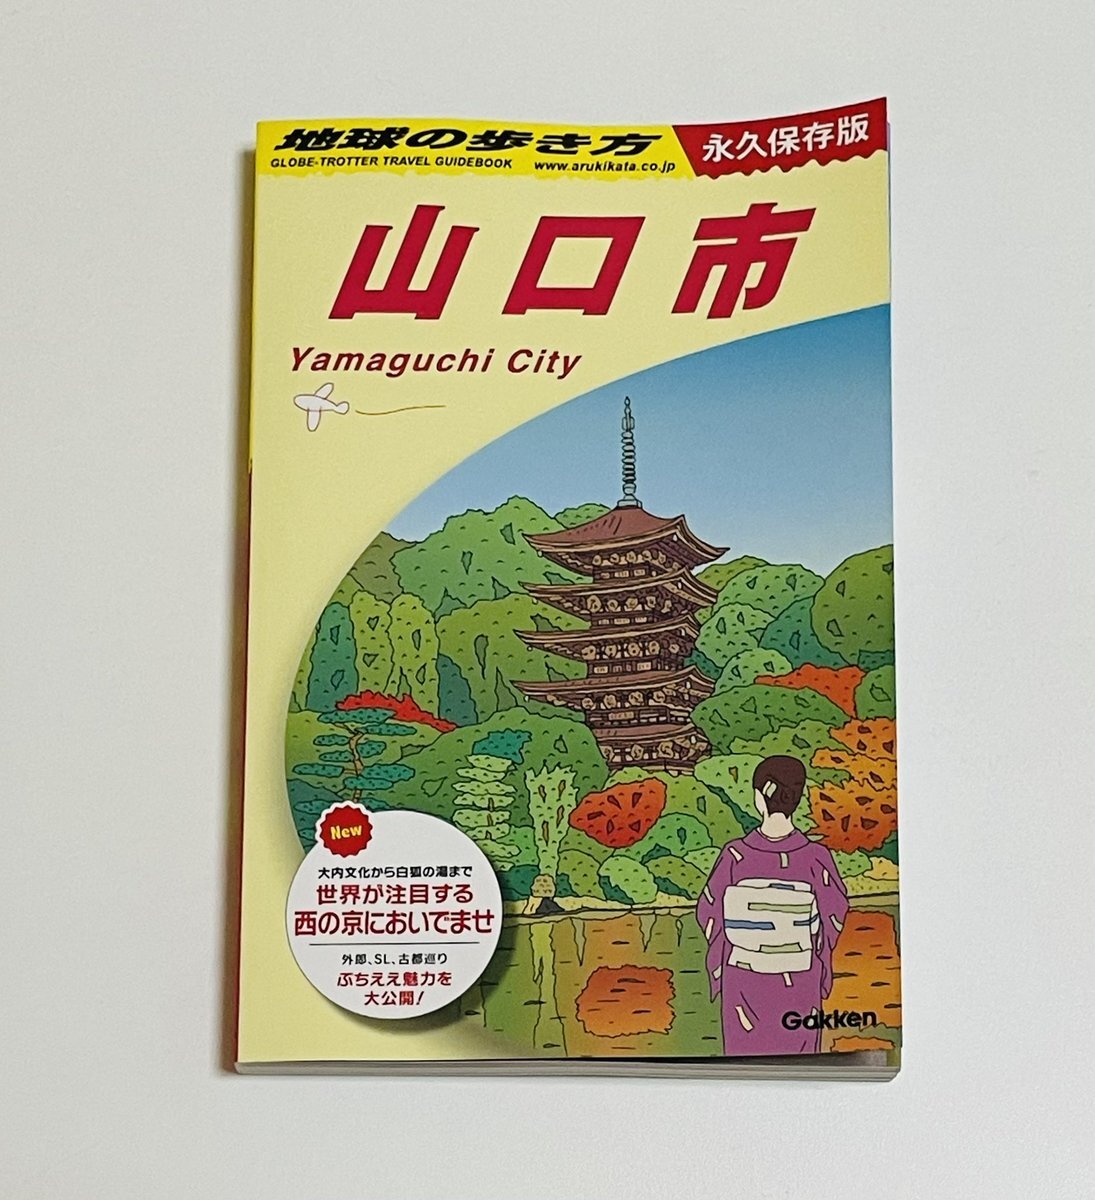 地球の歩き方
永久保存版
GLOBE-TROTTER TRAVEL GUIDEBOOK www.arukikata.co.jp
山口市
Yamaguchi City
New
大内文化から白狐の湯まで
世界が注目する
西の京においでませ
外郎、SL、古都巡り
ぶちええ魅力を
大公開!
Gakken